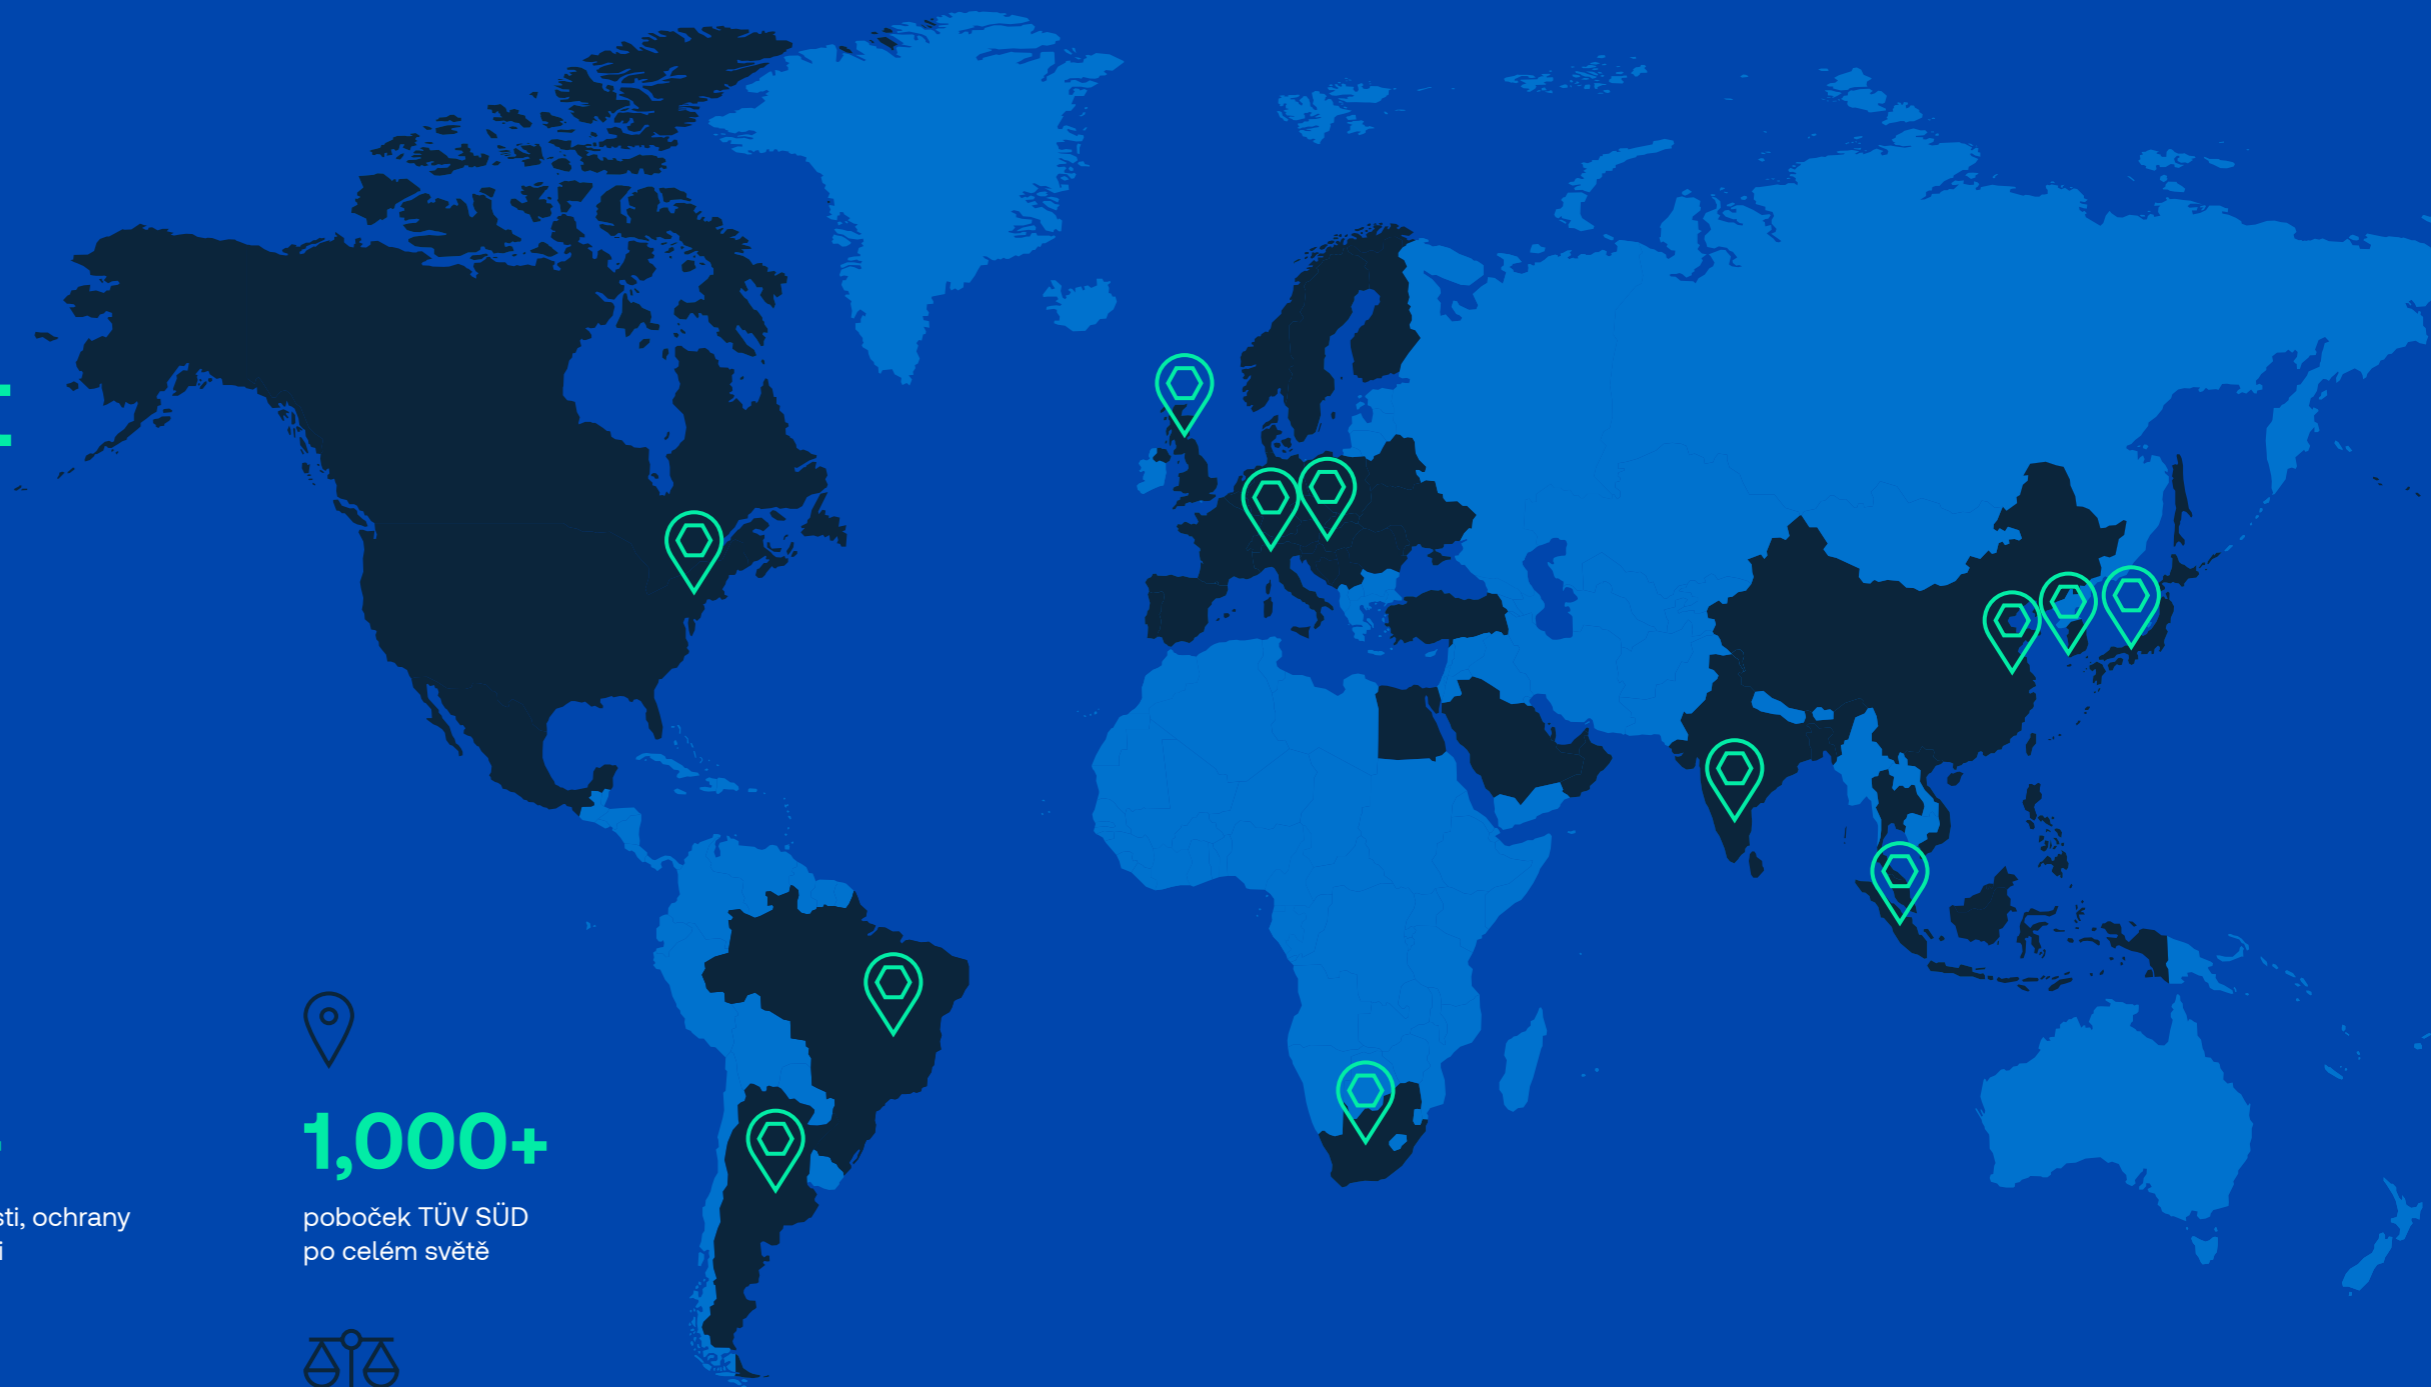 sti, ochrany
i
1,000+
poboček TÜV SÜD
po celém světě